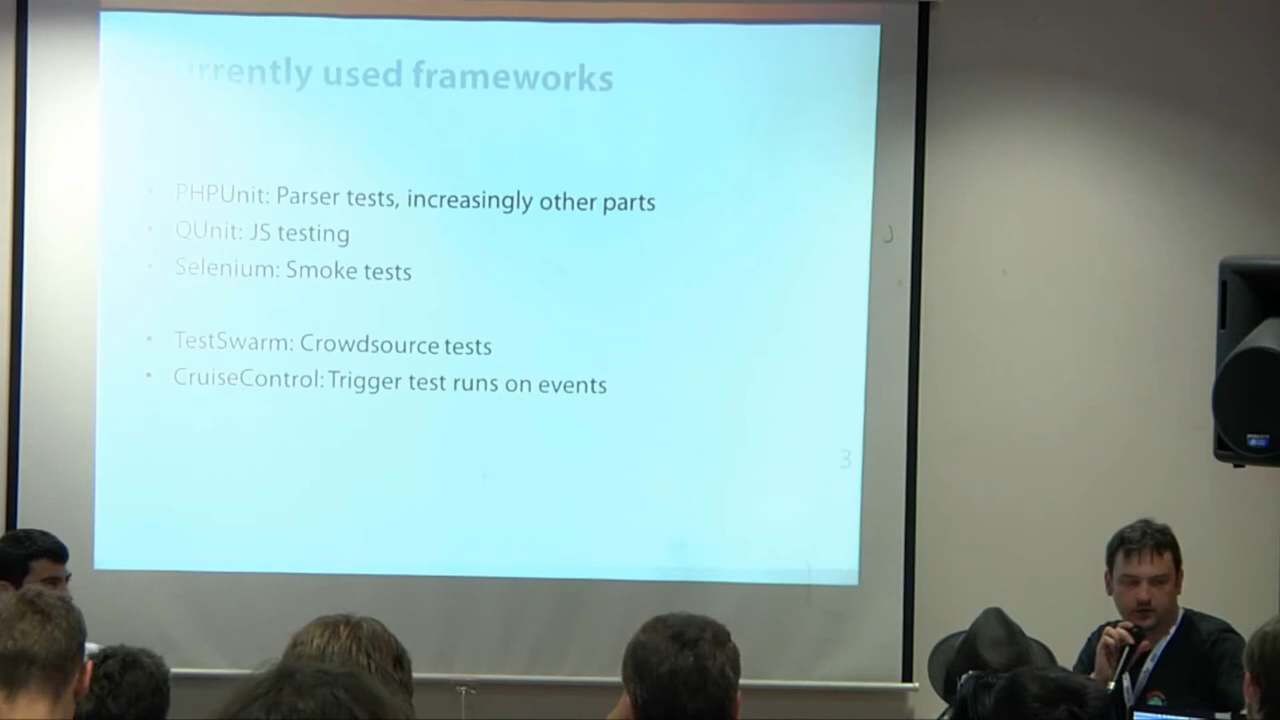 Currently used frameworks
• PHPUnit: Parser tests, increasingly other parts
• QUnit: JS testing
• Selenium: Smoke tests
• TestSwarm: Crowdsource tests
• CruiseControl: Trigger test runs on events
3